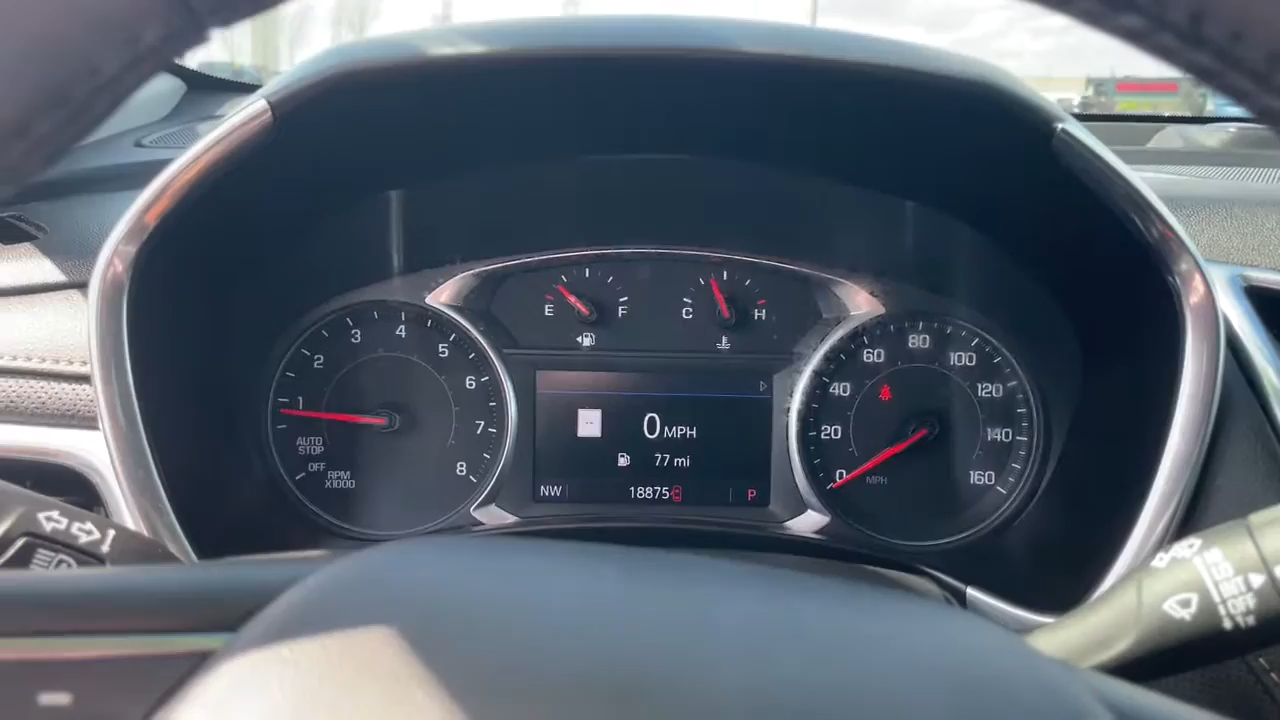 E F C H
1 2 3 4 5 6 7 8
AUTO
STOP
OFF
RPM
X1000
--
0 MPH
77 mi
NW 18875 P
0 20 40 60 80 100 120 140 160
MPH
OFF